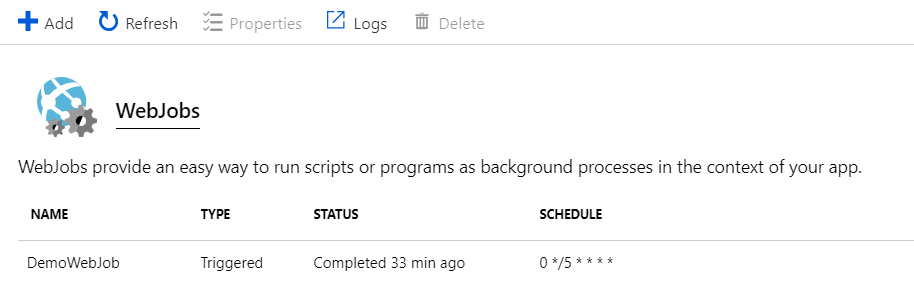 Add Refresh Properties Logs Delete
WebJobs
WebJobs provide an easy way to run scripts or programs as background processes in the context of your app.
NAME TYPE STATUS SCHEDULE
DemoWebJob Triggered Completed 33 min ago 0 */5 * * * *